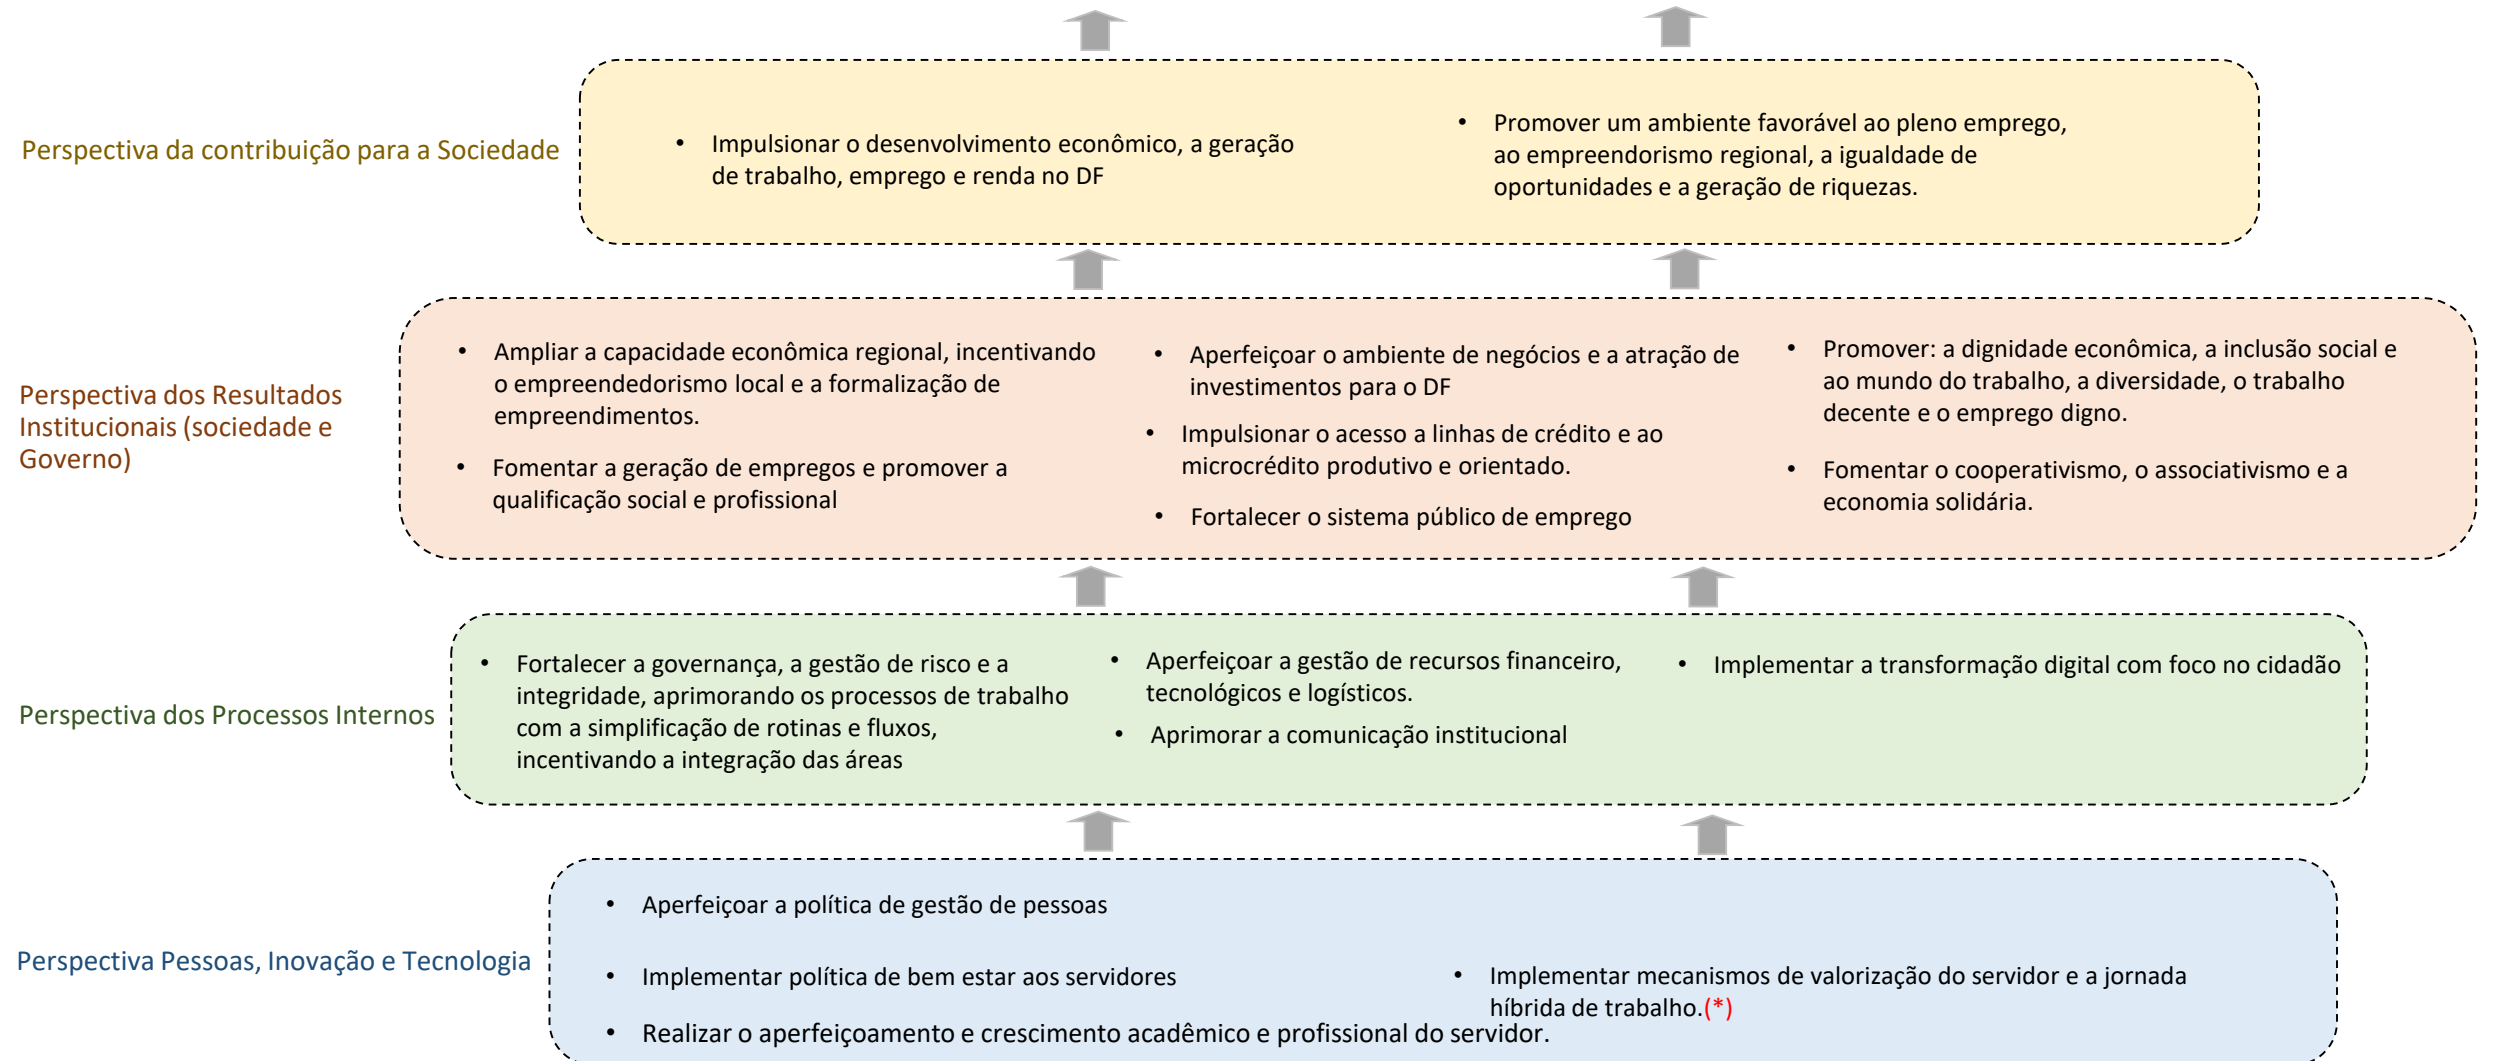 Perspectiva da contribuição para a Sociedade
• Impulsionar o desenvolvimento econômico, a geração
de trabalho, emprego e renda no DF
• Promover um ambiente favorável ao pleno emprego,
ao empreendorismo regional, a igualdade de
oportunidades e a geração de riquezas.
Perspectiva dos Resultados
Institucionais (sociedade e
Governo)
• Ampliar a capacidade econômica regional, incentivando
o empreendedorismo local e a formalização de
empreendimentos.
• Fomentar a geração de empregos e promover a
qualificação social e profissional
• Aperfeiçoar o ambiente de negócios e a atração de
investimentos para o DF
• Impulsionar o acesso a linhas de crédito e ao
microcrédito produtivo e orientado.
• Fortalecer o sistema público de emprego
• Promover: a dignidade econômica, a inclusão social e
ao mundo do trabalho, a diversidade, o trabalho
decente e o emprego digno.
• Fomentar o cooperativismo, o associativismo e a
economia solidária.
Perspectiva dos Processos Internos
• Fortalecer a governança, a gestão de risco e a
integridade, aprimorando os processos de trabalho
com a simplificação de rotinas e fluxos,
incentivando a integração das áreas
• Aperfeiçoar a gestão de recursos financeiro,
tecnológicos e logísticos.
• Aprimorar a comunicação institucional
• Implementar a transformação digital com foco no cidadão
Perspectiva Pessoas, Inovação e Tecnologia
• Aperfeiçoar a política de gestão de pessoas
• Implementar política de bem estar aos servidores
• Realizar o aperfeiçoamento e crescimento acadêmico e profissional do servidor.
• Implementar mecanismos de valorização do servidor e a jornada
híbrida de trabalho.(*)